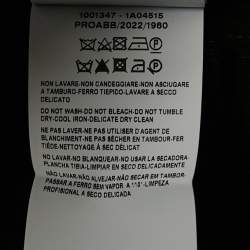 1001347 - 1A04515
PROABB/2022/1980
NON LAVARE-NON CANDEGGIARE-NON ASCIUGARE
A TAMBURO-FERRO TIEPIDO-LAVARE A SECCO
DELICATO
DO NOT WASH-DO NOT BLEACH-DO NOT TUMBLE
DRY-COOL IRON-DELICATE DRY CLEAN
NE PAS LAVER-NE PAS UTILISER D'AGENT DE
BLANCHIMENT-NE PAS SÉCHER EN TAMBOUR-FER
TIÈDE-NETTOYAGE À SEC DÉLICAT
NO LAVAR-NO BLANQUEAR-NO USAR LA SECADORA-
PLANCHA TIBIA-LIMPIAR EN SECO DELICADO
NÃO LAVAR-NÃO ALVEJAR-NÃO SECAR EM TAMBOR-
PASSAR A FERRO SEM VAPOR A 110°-LIMPEZA
PROFISSIONAL A SECO DELICADA